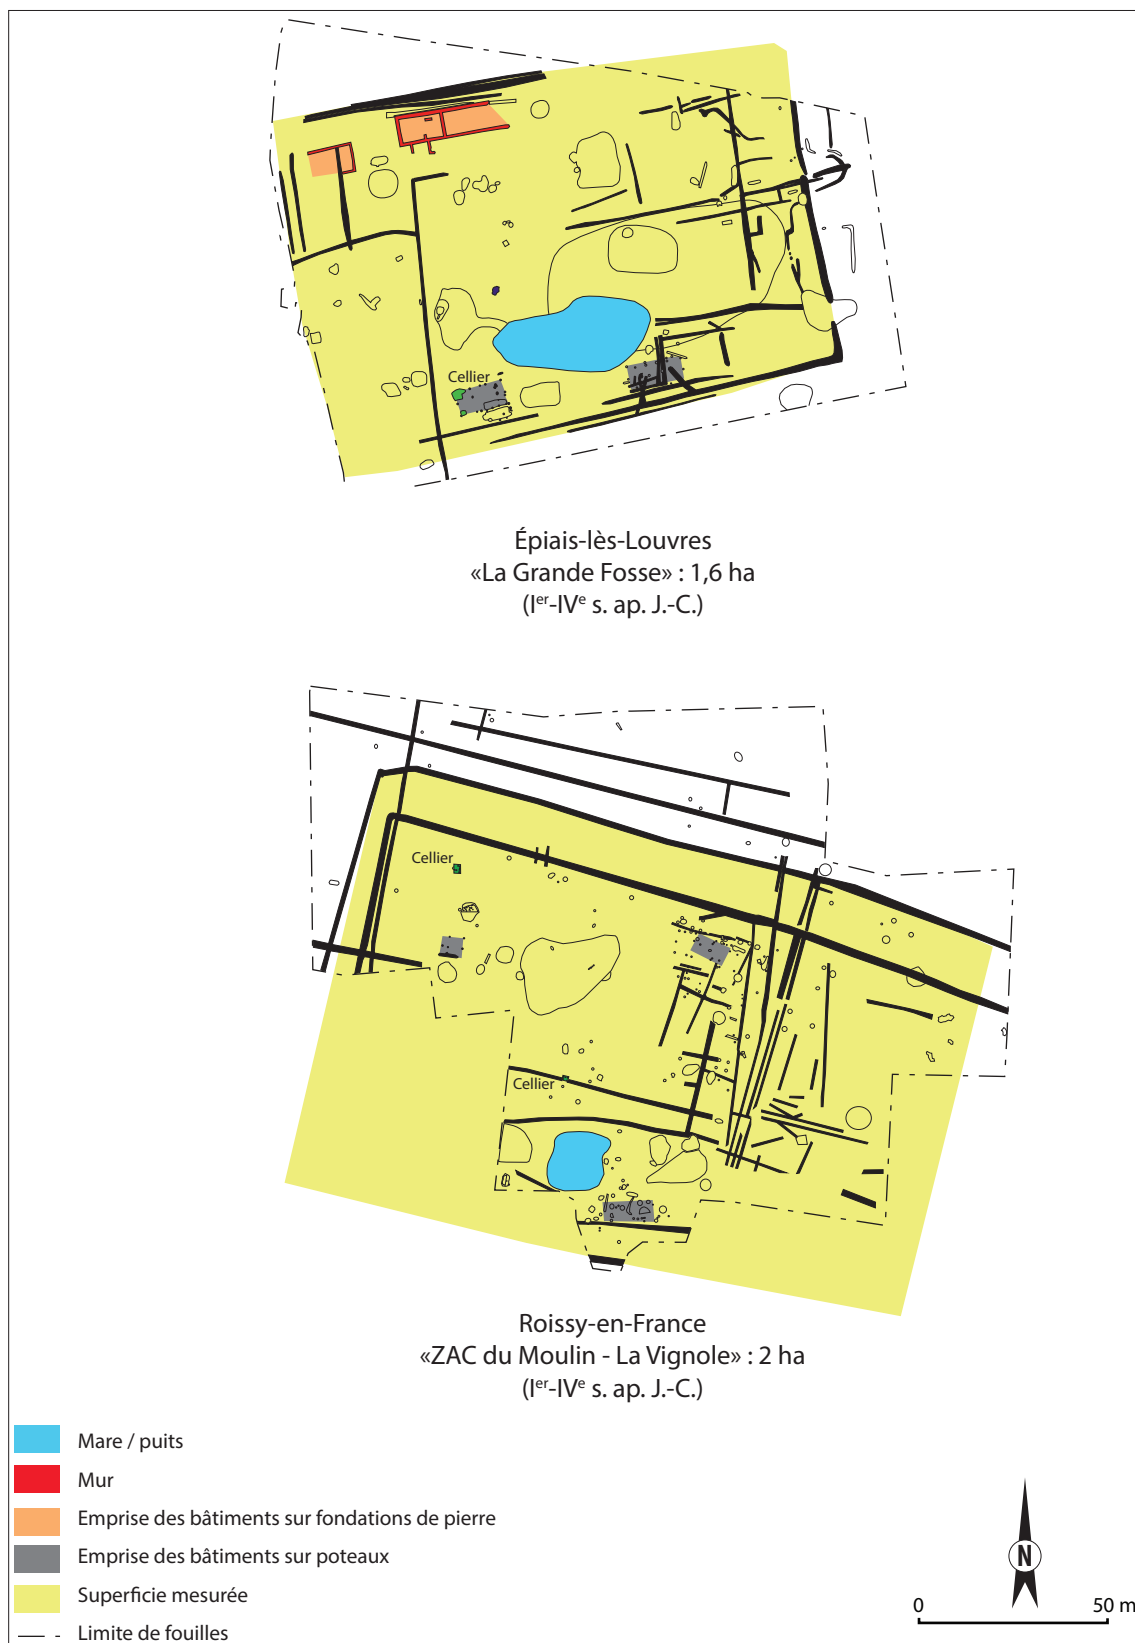 Cellier
Épiais-lès-Louvres
«La Grande Fosse» : 1,6 ha
(Ier-IVe s. ap. J.-C.)
Cellier
Cellier
Roissy-en-France
«ZAC du Moulin - La Vignole» : 2 ha
(Ier-IVe s. ap. J.-C.)
Mare / puits
Mur
Emprise des bâtiments sur fondations de pierre
Emprise des bâtiments sur poteaux
Superficie mesurée
Limite de fouilles
N
0 50 m